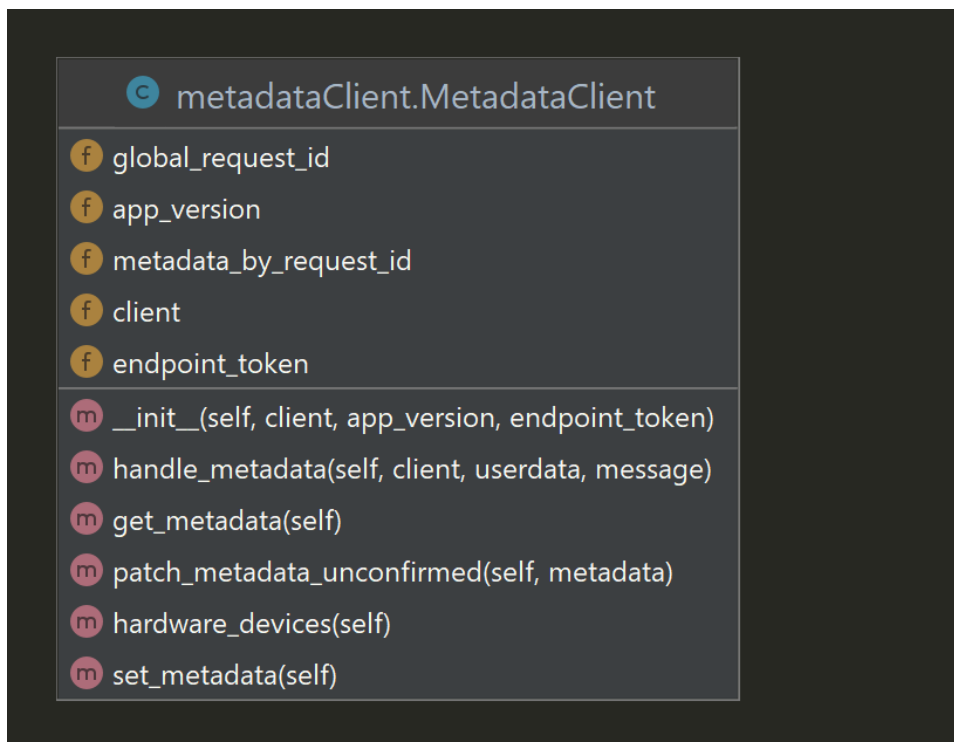 C metadataClient.MetadataClient
f global_request_id
f app_version
f metadata_by_request_id
f client
f endpoint_token
m __init__(self, client, app_version, endpoint_token)
m handle_metadata(self, client, userdata, message)
m get_metadata(self)
m patch_metadata_unconfirmed(self, metadata)
m hardware_devices(self)
m set_metadata(self)